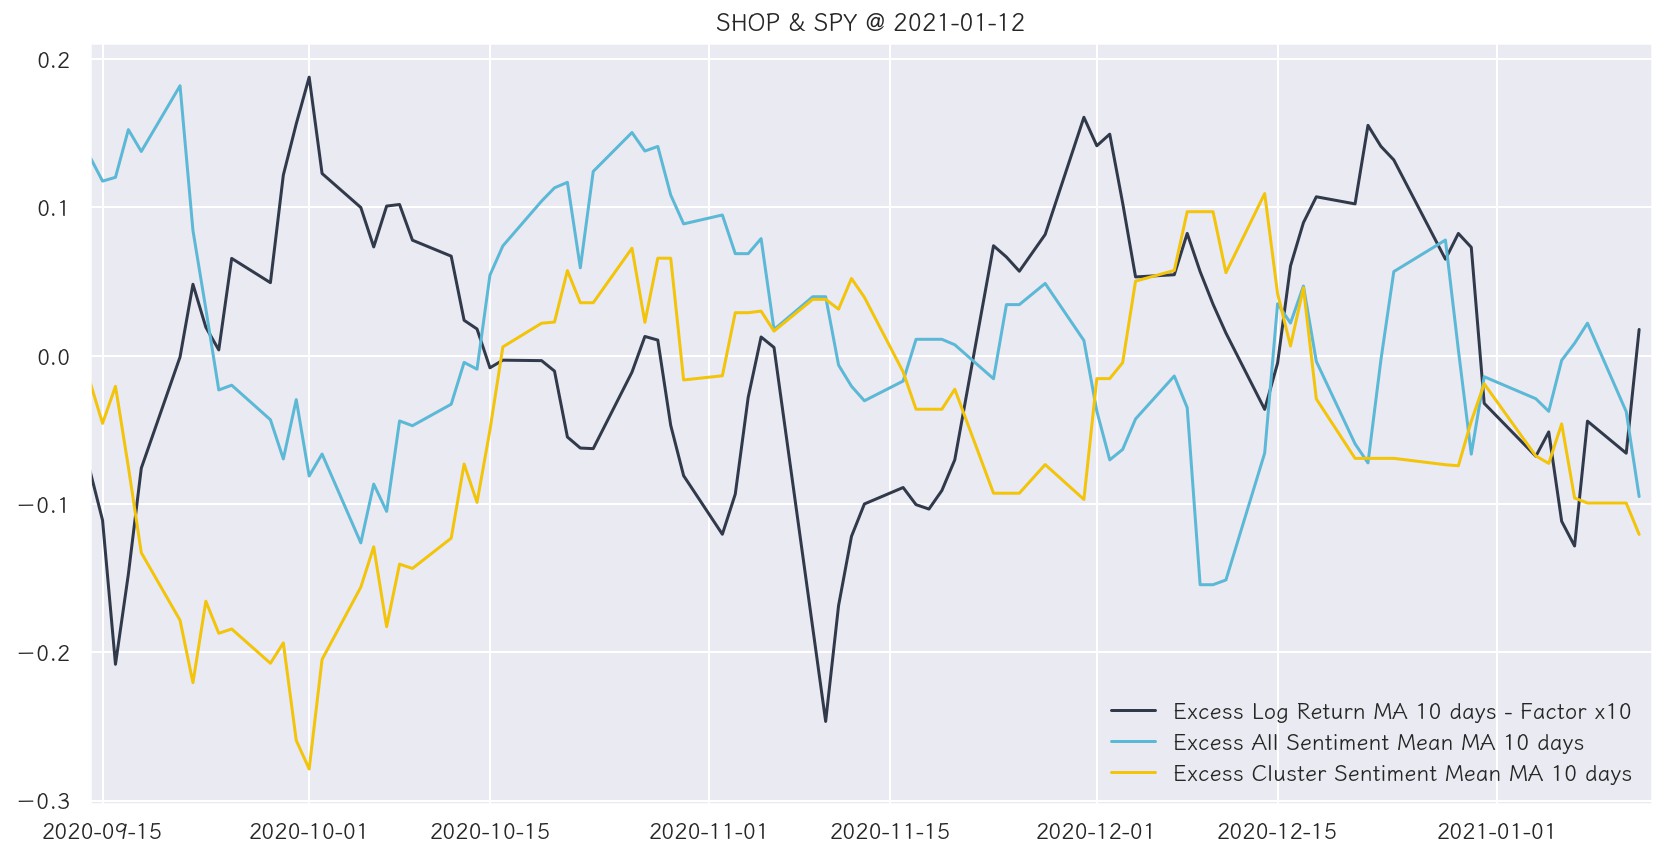 SHOP & SPY @ 2021-01-12
0.2
0.1
0.0
−0.1
−0.2
−0.3
2020-09-15 2020-10-01 2020-10-15 2020-11-01 2020-11-15 2020-12-01 2020-12-15 2021-01-01
Excess Log Return MA 10 days - Factor x10
Excess All Sentiment Mean MA 10 days
Excess Cluster Sentiment Mean MA 10 days